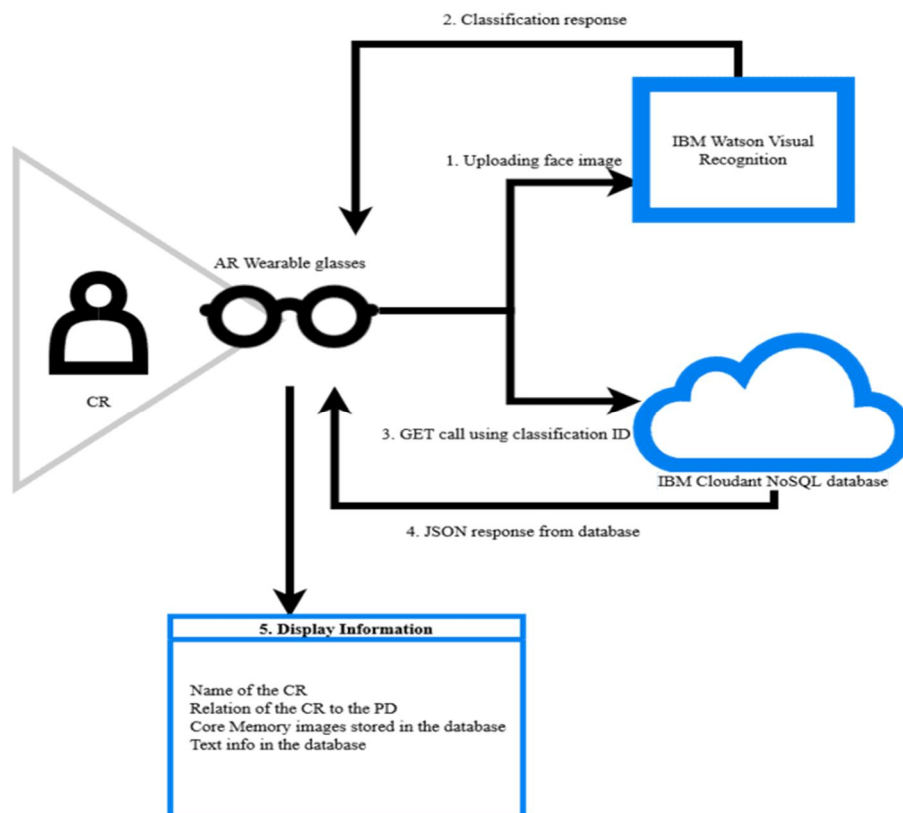 2. Classification response
IBM Watson Visual
Recognition
1. Uploading face image
AR Wearable glasses
CR
3. GET call using classification ID
IBM Cloudant NoSQL database
4. JSON response from database
5. Display Information
Name of the CR
Relation of the CR to the PD
Core Memory images stored in the database
Text info in the database